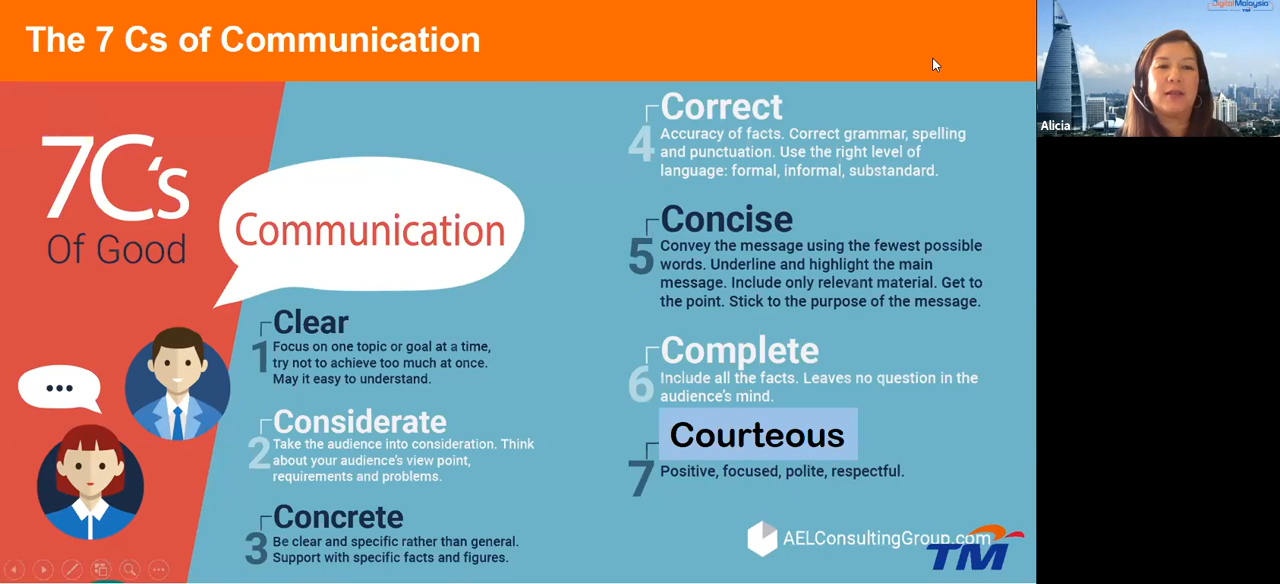 The 7 Cs of Communication
7C's
Of Good
Communication
1
Clear
Focus on one topic or goal at a time,
try not to achieve too much at once.
May it easy to understand.
2
Considerate
Take the audience into consideration. Think
about your audience's view point,
requirements and problems.
3
Concrete
Be clear and specific rather than general.
Support with specific facts and figures.
4
Correct
Accuracy of facts. Correct grammar, spelling
and punctuation. Use the right level of
language: formal, informal, substandard.
5
Concise
Convey the message using the fewest possible
words. Underline and highlight the main
message. Include only relevant material. Get to
the point. Stick to the purpose of the message.
6
Complete
Include all the facts. Leaves no question in the
audience's mind.
7
Courteous
Positive, focused, polite, respectful.
AELConsultingGroup.com
TM
DigitalMalaysia
TM
Alicia